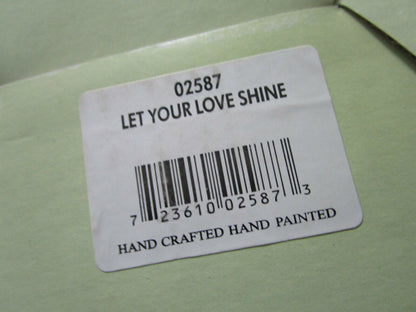 02587
LET YOUR LOVE SHINE
7 23610 02587 3
HAND CRAFTED HAND PAINTED